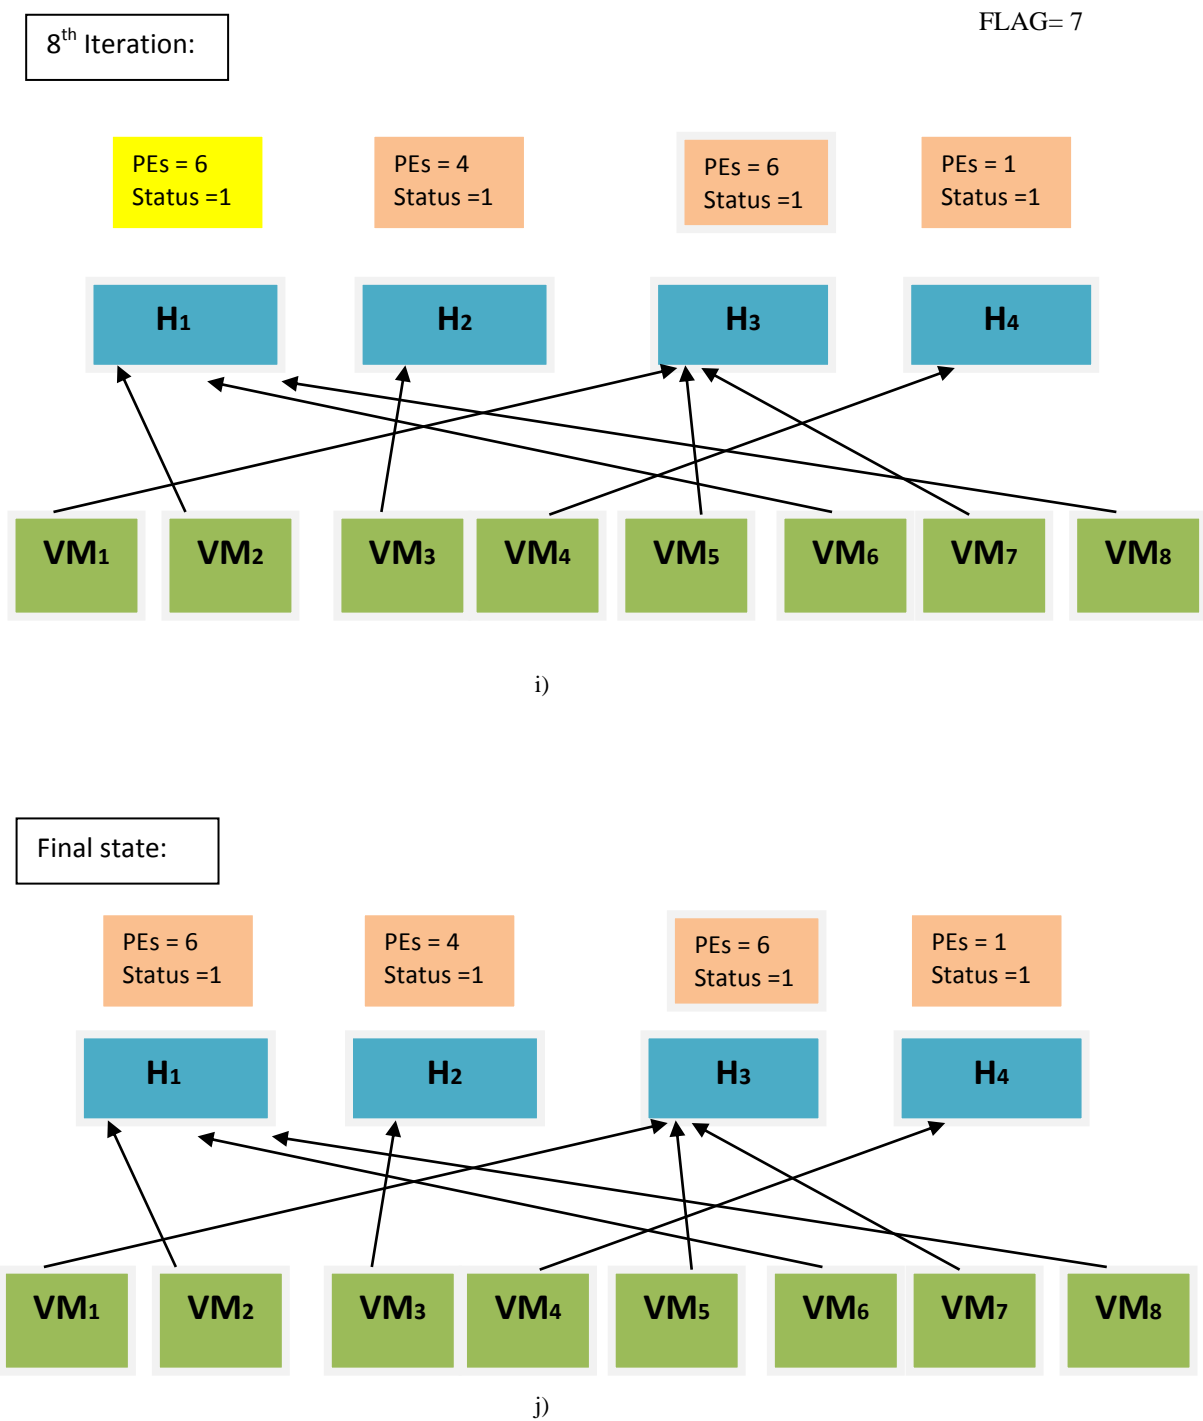 8th Iteration:
FLAG= 7
PEs = 6
Status =1
PEs = 4
Status =1
PEs = 6
Status =1
PEs = 1
Status =1
H1
H2
H3
H4
VM1
VM2
VM3
VM4
VM5
VM6
VM7
VM8
i)
Final state:
PEs = 6
Status =1
PEs = 4
Status =1
PEs = 6
Status =1
PEs = 1
Status =1
H1
H2
H3
H4
VM1
VM2
VM3
VM4
VM5
VM6
VM7
VM8
j)